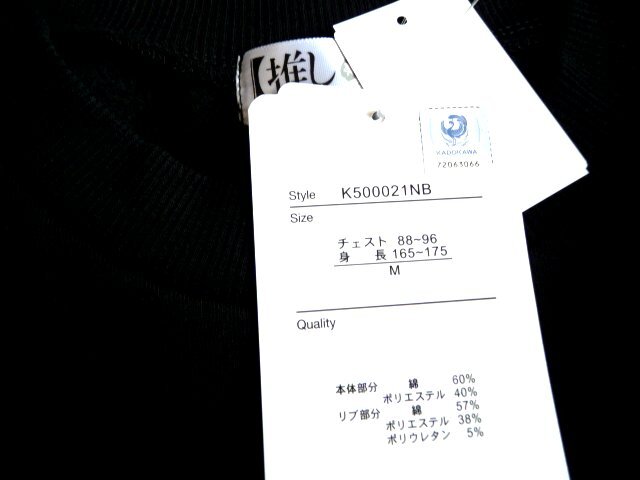 【推し
KADOKAWA
72063066
Style K500021NB
Size
チェスト 88~96
身 長 165~175
M
Quality
本体部分 綿 60%
ポリエステル 40%
リブ部分 綿 57%
ポリエステル 38%
ポリウレタン 5%